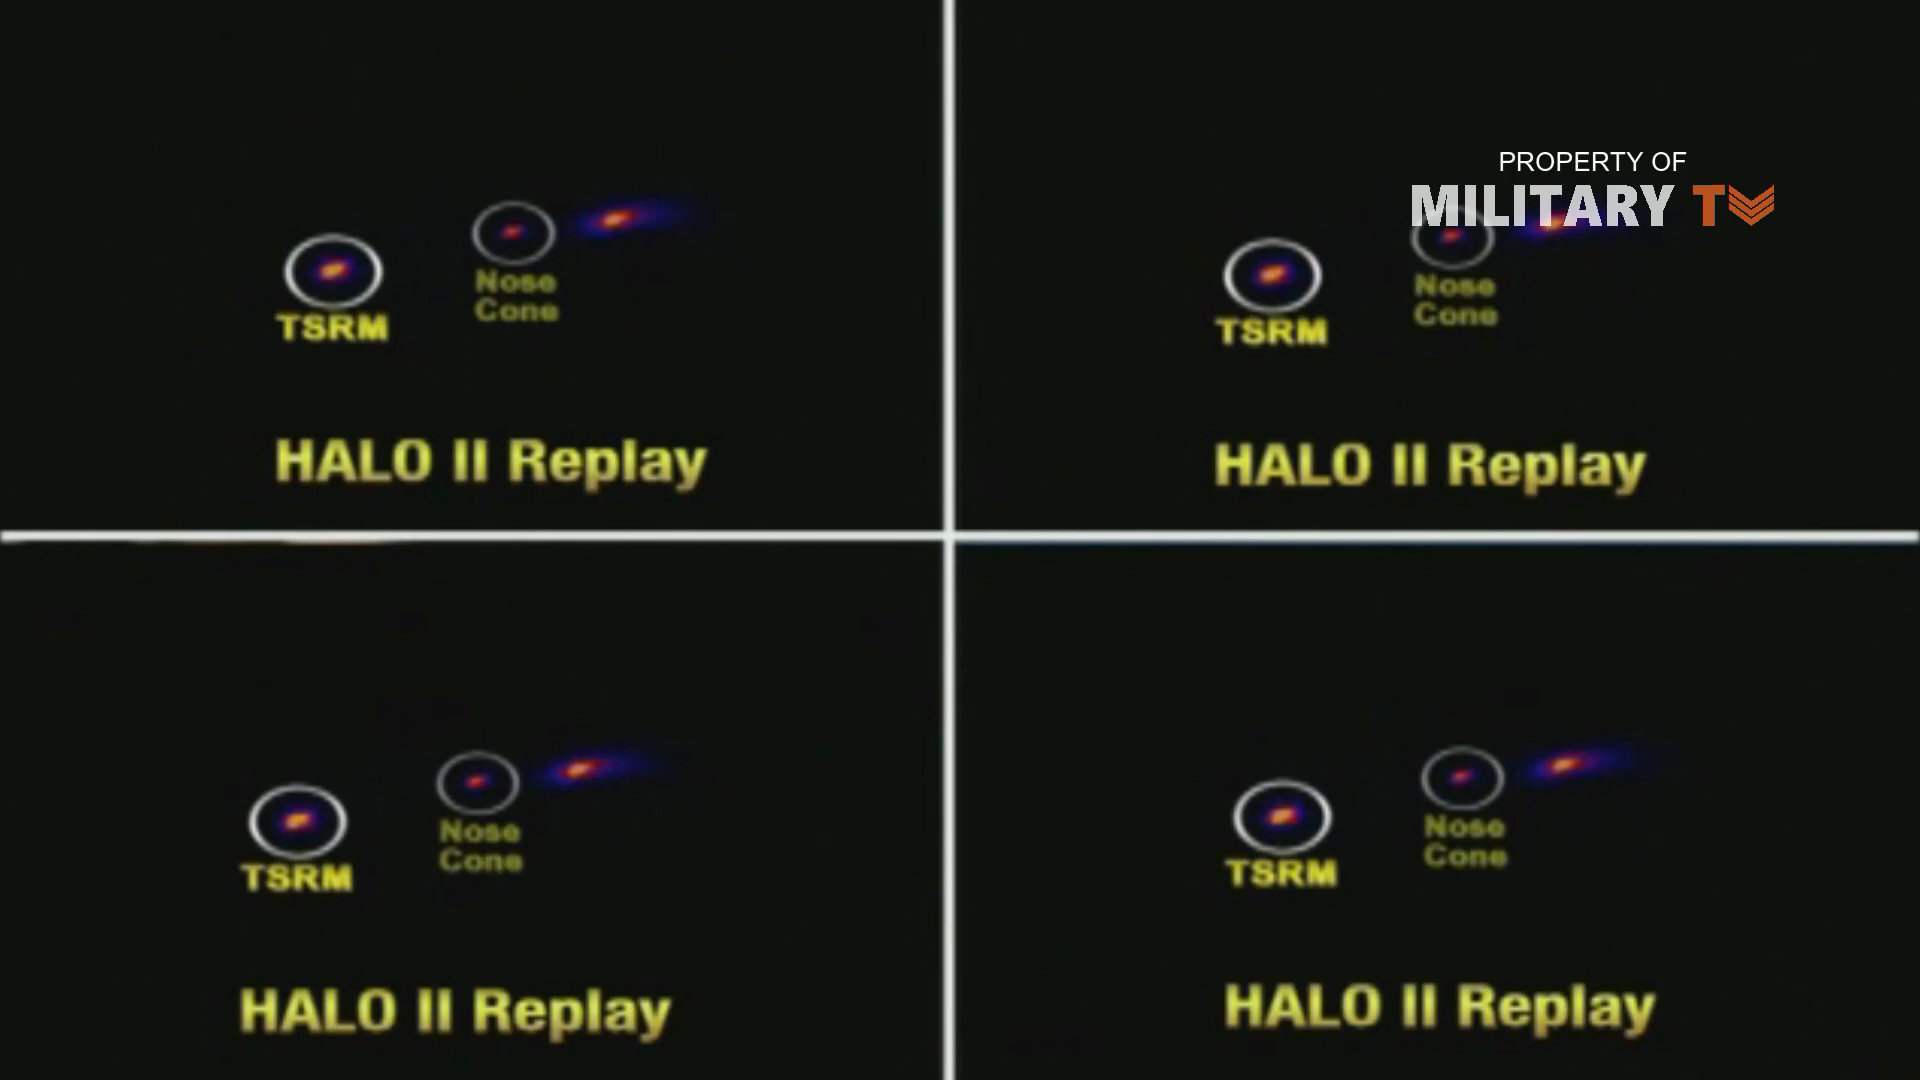 Nose
Cone
TSRM
HALO II Replay
PROPERTY OF
MILITARY TV
Nose
Cone
TSRM
HALO II Replay
Nose
Cone
TSRM
HALO II Replay
Nose
Cone
TSRM
HALO II Replay